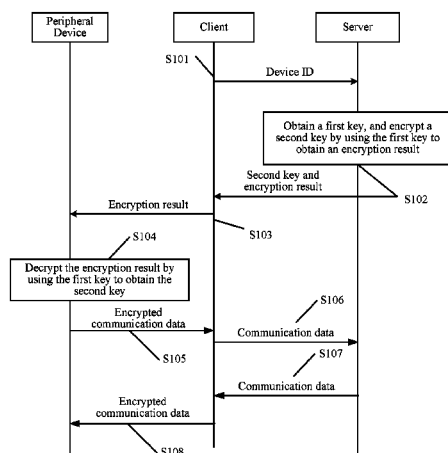 Peripheral
Device
Client
Server
S101
Device ID
Obtain a first key, and encrypt a
second key by using the first key to
obtain an encryption result
Second key and
encryption result
S102
Encryption result
S103
S104
Decrypt the encryption result by
using the first key to obtain the
second key
S106
Encrypted
communication data
Communication data
S105
S107
Communication data
Encrypted
communication data
S108